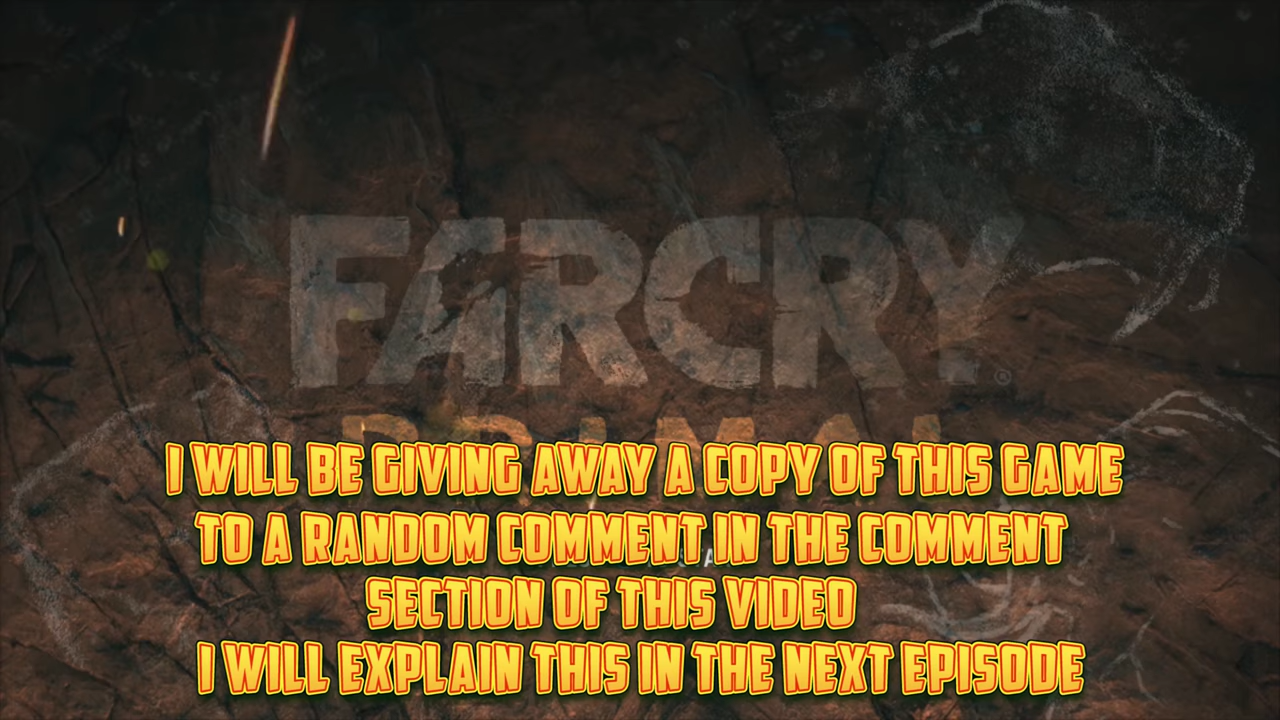 FARCRY
PRIMAL
I WILL BE GIVING AWAY A COPY OF THIS GAME
TO A RANDOM COMMENT IN THE COMMENT
SECTION OF THIS VIDEO
I WILL EXPLAIN THIS IN THE NEXT EPISODE